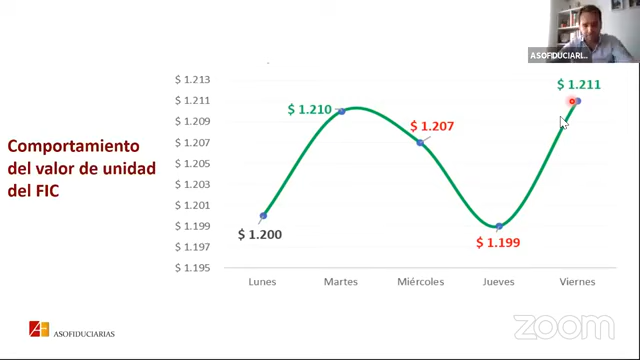 ASOFIDUCIARI...
$ 1.213
$ 1.211
$ 1.209
$ 1.207
$ 1.205
$ 1.203
$ 1.201
$ 1.199
$ 1.197
$ 1.195
Comportamiento
del valor de unidad
del FIC
$ 1.200
$ 1.210
$ 1.207
$ 1.199
$ 1.211
Lunes
Martes
Miércoles
Jueves
Viernes
ASOFIDUCIARIAS
zoom